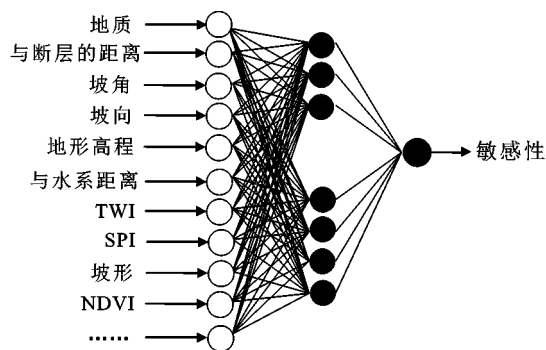 地质
与断层的距离
坡角
坡向
地形高程
与水系距离
TWI
SPI
坡形
NDVI
……
敏感性